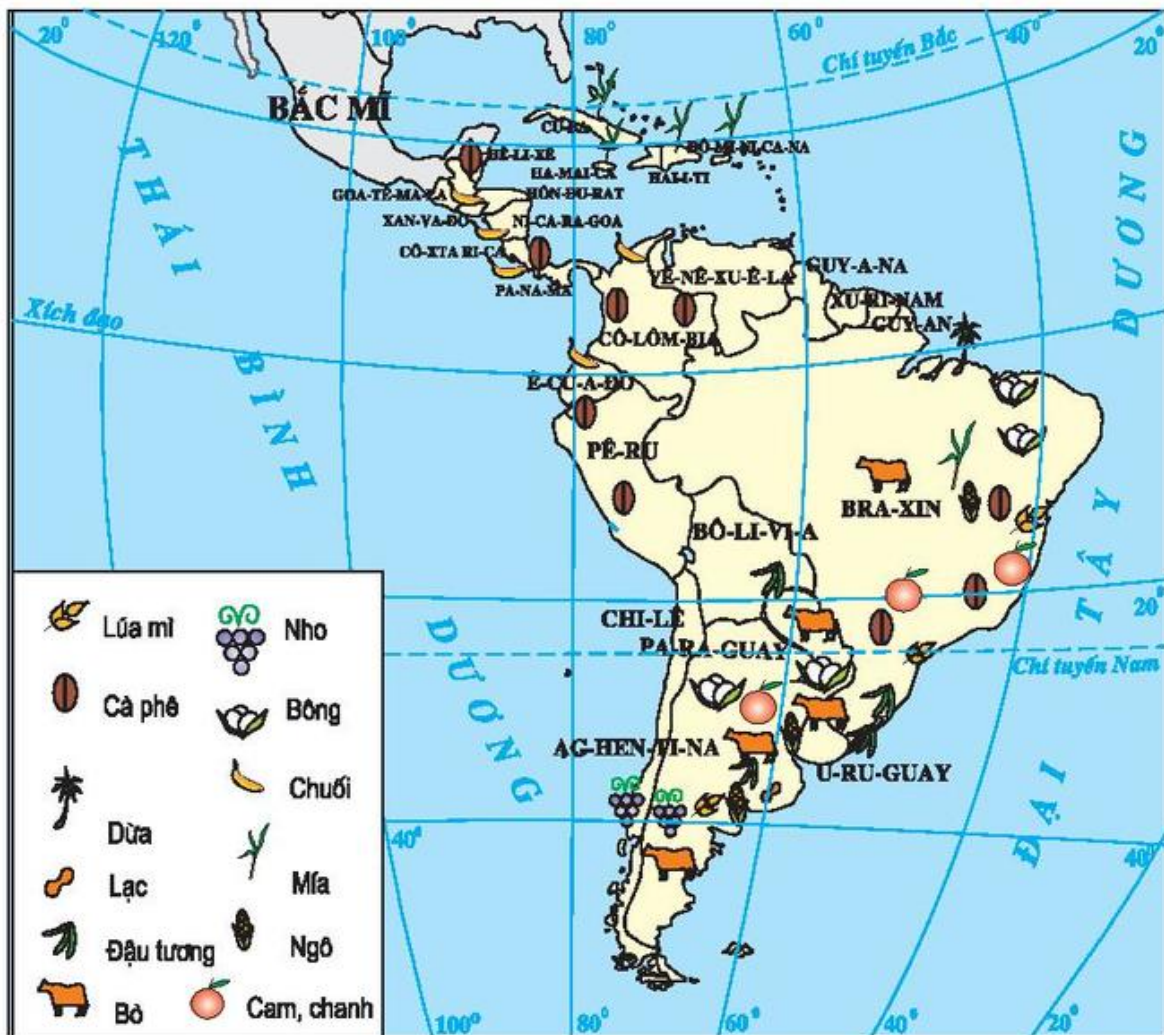 20°
120°
100°
80°
60°
40°
20°
Chí tuyến Bắc
BẮC MĨ
CU-BA
BÊ-LI-XÊ
HA-MAI-CA
HAI-I-TI
ĐÔ-MI-NI-CA-NA
GOA-TÊ-MA-LA
HÔN-ĐU-RAT
XAN-VA-ĐO
NI-CA-RA-GOA
CÔ-XTA RI-CA
PA-NA-MA
VÊ-NÊ-XU-Ê-LA
GUY-A-NA
XU-RI-NAM
GUY-AN
CÔ-LÔM-BIA
Xích đạo
Ê-CU-A-ĐO
PÊ-RU
BRA-XIN
BÔ-LI-VI-A
CHI-LÊ
PA-RA-GUAY
20°
Chí tuyến Nam
AG-HEN-TI-NA
U-RU-GUAY
THÁI
BÌNH
DƯƠNG
ĐẠI
TÂY
DƯƠNG
40°
40°
100°
80°
60°
40°
20°
Lúa mì
Nho
Cà phê
Bông
Chuối
Dừa
Mía
Lạc
Đậu tương
Ngô
Bò
Cam, chanh